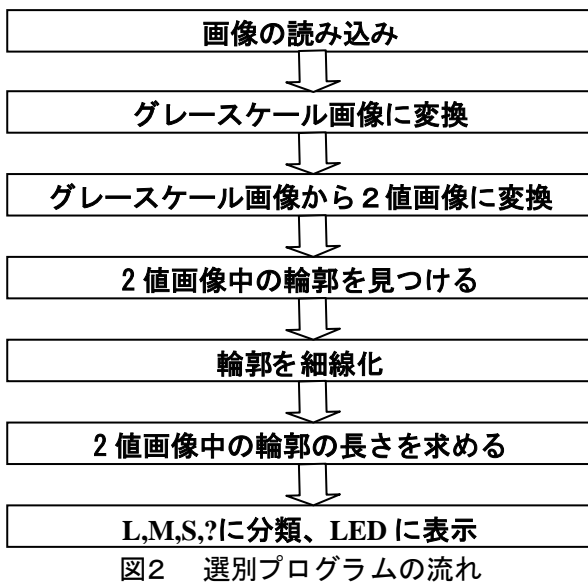 画像の読み込み
グレースケール画像に変換
グレースケール画像から２値画像に変換
2 値画像中の輪郭を見つける
輪郭を細線化
2 値画像中の輪郭の長さを求める
L,M,S,?に分類、LED に表示
図2　選別プログラムの流れ